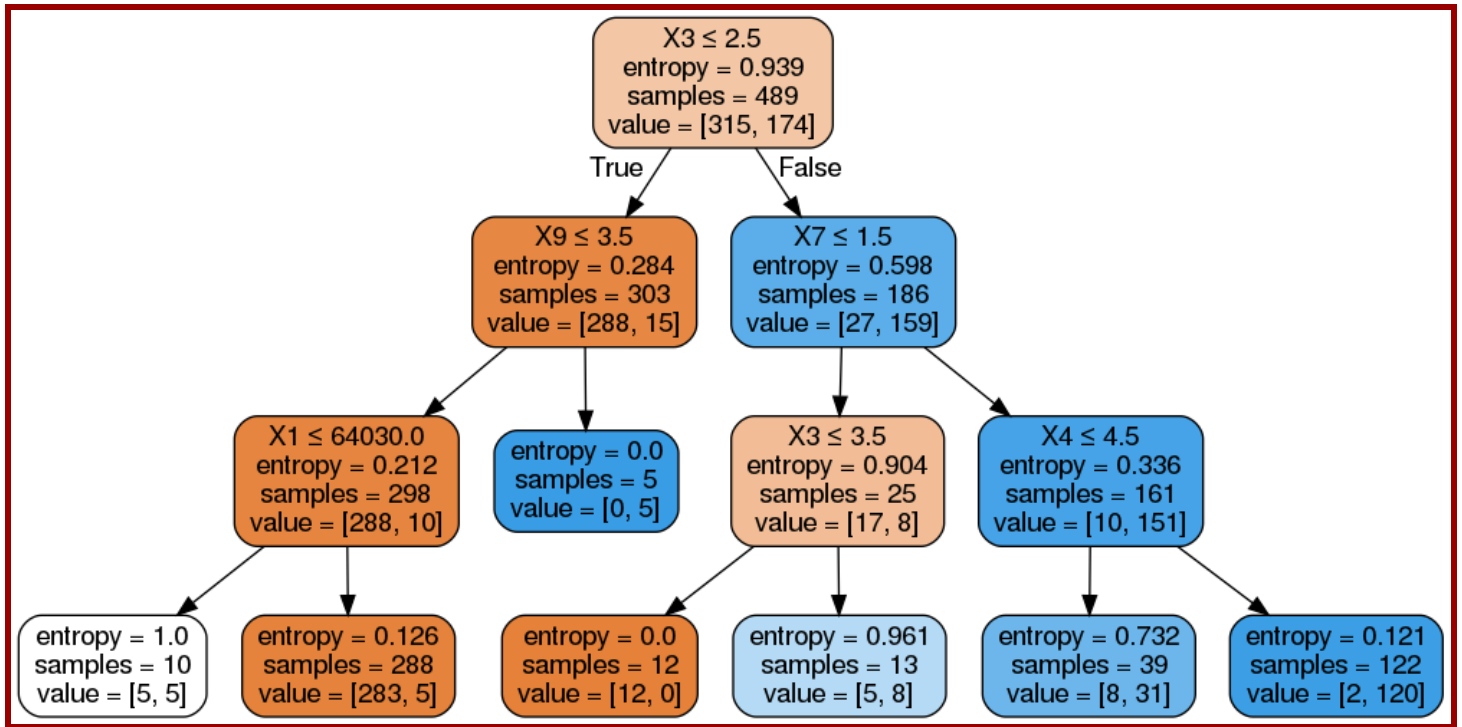 X3 ≤ 2.5
entropy = 0.939
samples = 489
value = [315, 174]
True
False
X9 ≤ 3.5
entropy = 0.284
samples = 303
value = [288, 15]
X7 ≤ 1.5
entropy = 0.598
samples = 186
value = [27, 159]
X1 ≤ 64030.0
entropy = 0.212
samples = 298
value = [288, 10]
entropy = 0.0
samples = 5
value = [0, 5]
X3 ≤ 3.5
entropy = 0.904
samples = 25
value = [17, 8]
X4 ≤ 4.5
entropy = 0.336
samples = 161
value = [10, 151]
entropy = 1.0
samples = 10
value = [5, 5]
entropy = 0.126
samples = 288
value = [283, 5]
entropy = 0.0
samples = 12
value = [12, 0]
entropy = 0.961
samples = 13
value = [5, 8]
entropy = 0.732
samples = 39
value = [8, 31]
entropy = 0.121
samples = 122
value = [2, 120]